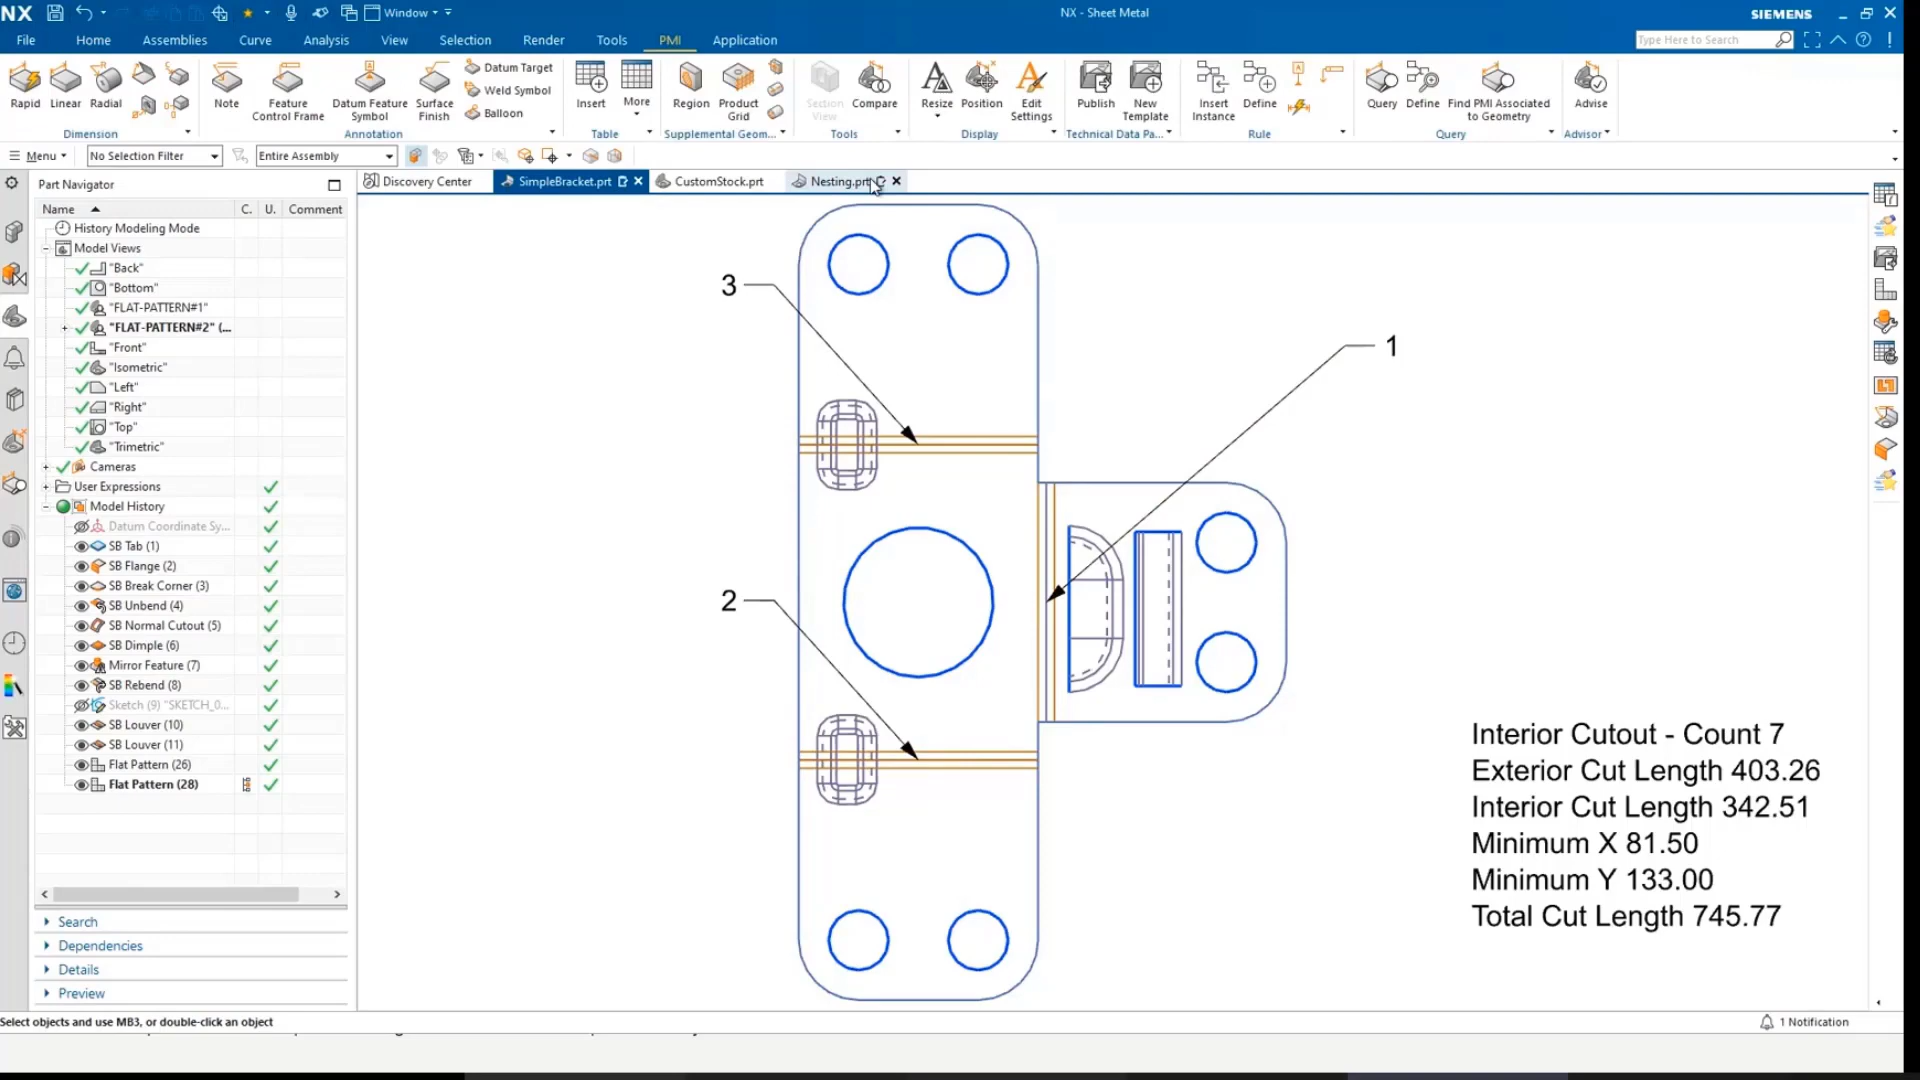 NX
Window
NX - Sheet Metal
SIEMENS
File
Home
Assemblies
Curve
Analysis
View
Selection
Render
Tools
PMI
Application
Type Here to Search
Rapid
Linear
Radial
Dimension
Note
Feature
Control Frame
Datum Feature
Symbol
Surface
Finish
Datum Target
Weld Symbol
Balloon
Annotation
Insert
More
Table
Region
Product
Grid
Supplemental Geom...
Section
View
Compare
Tools
Resize
Position
Edit
Settings
Display
Publish
New
Template
Technical Data Pa...
Insert
Instance
Define
Rule
Query
Define
Find PMI Associated
to Geometry
Query
Advise
Advisor
Menu
No Selection Filter
Entire Assembly
Part Navigator
Discovery Center
SimpleBracket.prt
CustomStock.prt
Nesting.prt
Name
C.
U.
Comment
History Modeling Mode
Model Views
"Back"
"Bottom"
"FLAT-PATTERN#1"
"FLAT-PATTERN#2" (...
"Front"
"Isometric"
"Left"
"Right"
"Top"
"Trimetric"
Cameras
User Expressions
Model History
Datum Coordinate Sy...
SB Tab (1)
SB Flange (2)
SB Break Corner (3)
SB Unbend (4)
SB Normal Cutout (5)
SB Dimple (6)
Mirror Feature (7)
SB Rebend (8)
Sketch (9) "SKETCH_0...
SB Louver (10)
SB Louver (11)
Flat Pattern (26)
Flat Pattern (28)
Search
Dependencies
Details
Preview
3
1
2
Interior Cutout - Count 7
Exterior Cut Length 403.26
Interior Cut Length 342.51
Minimum X 81.50
Minimum Y 133.00
Total Cut Length 745.77
Select objects and use MB3, or double-click an object
1 Notification